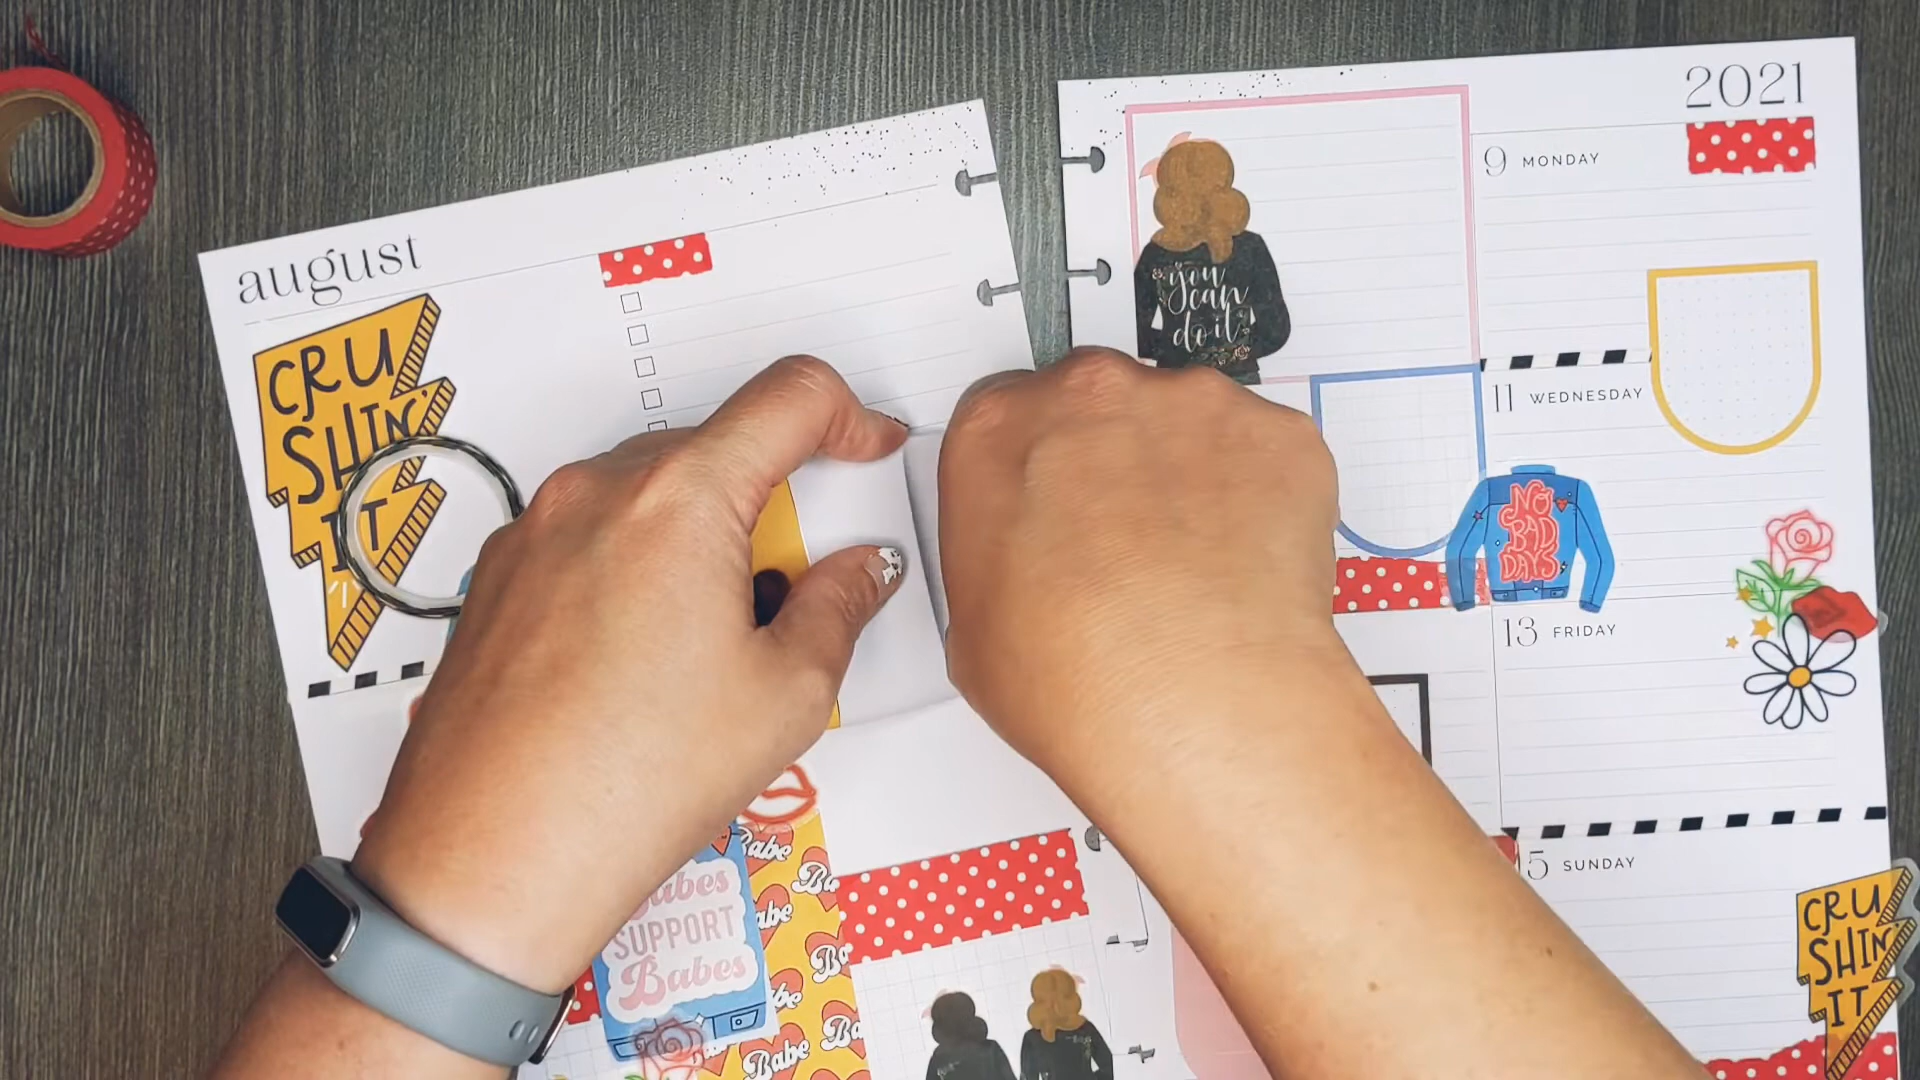 august
CRU
SHIN'
IT
Babes
SUPPORT
Babes
Babe
Babe
Babe
2021
you
can
do it
9 MONDAY
11 WEDNESDAY
NO
BAD
DAYS
13 FRIDAY
15 SUNDAY
CRU
SHIN'
IT